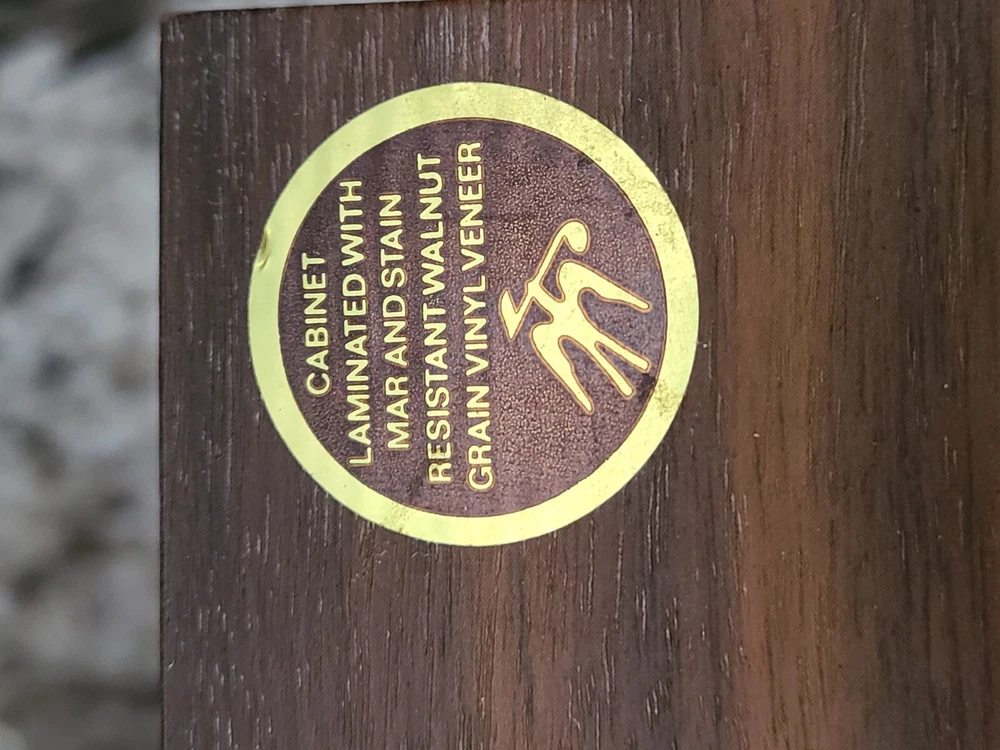 CABINET
LAMINATED WITH
MAR AND STAIN
RESISTANT WALNUT
GRAIN VINYL VENEER